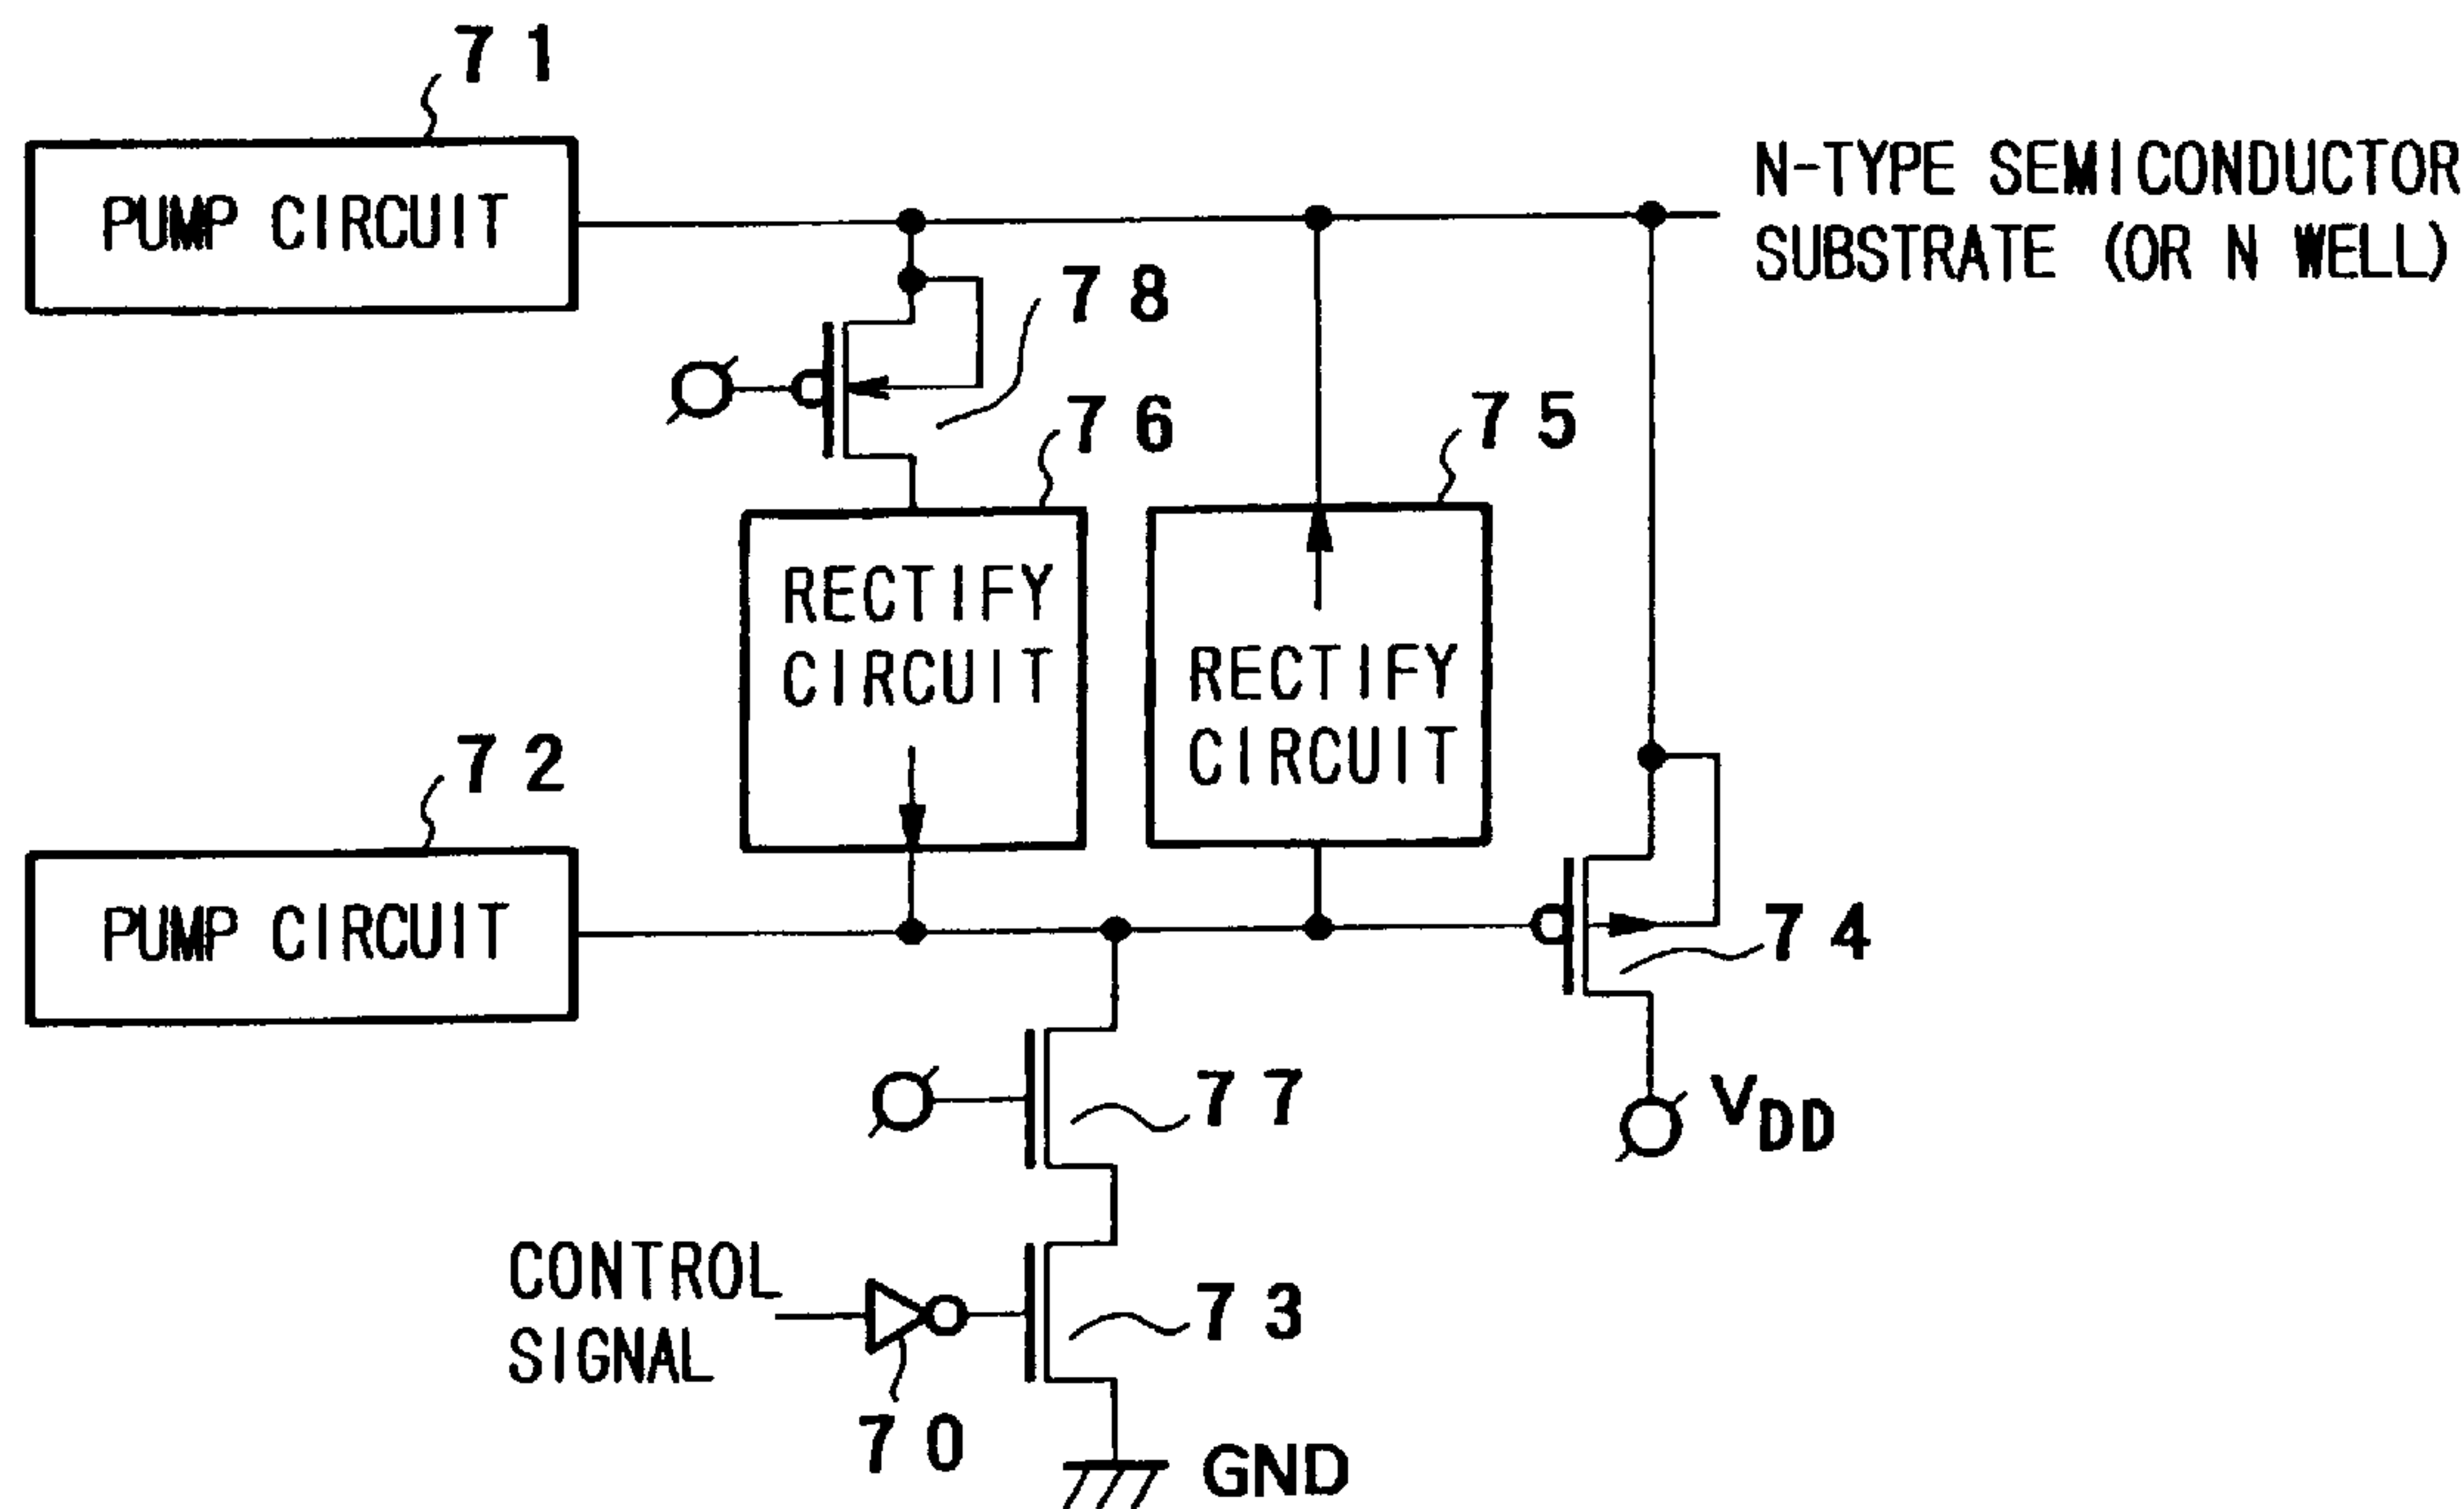 71
PUMP CIRCUIT
N-TYPE SEMICONDUCTOR
SUBSTRATE (OR N WELL)
78
76
75
RECTIFY
CIRCUIT
RECTIFY
CIRCUIT
72
PUMP CIRCUIT
74
77
VDD
CONTROL
SIGNAL
73
70
GND